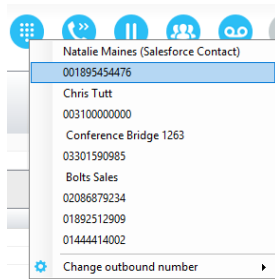 Natalie Maines (Salesforce Contact)
001895454476
Chris Tutt
003100000000
Conference Bridge 1263
03301590985
Bolts Sales
02086879234
01892512909
01444414002
Change outbound number